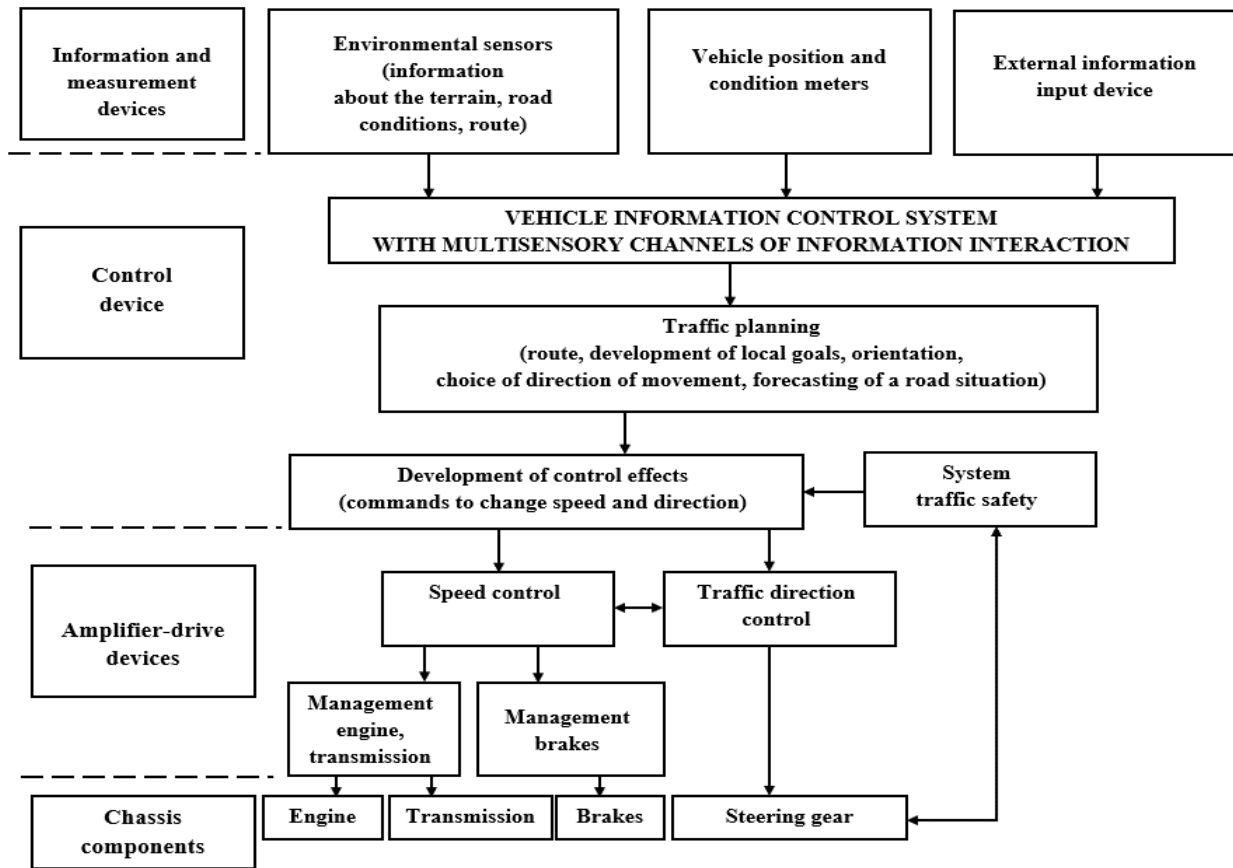 Information and
measurement
devices
Environmental sensors
(information
about the terrain, road
conditions, route)
Vehicle position and
condition meters
External information
input device
VEHICLE INFORMATION CONTROL SYSTEM
WITH MULTISENSORY CHANNELS OF INFORMATION INTERACTION
Control
device
Traffic planning
(route, development of local goals, orientation,
choice of direction of movement, forecasting of a road situation)
Development of control effects
(commands to change speed and direction)
System
traffic safety
Amplifier-drive
devices
Speed control
Traffic direction
control
Management
engine,
transmission
Management
brakes
Chassis
components
Engine
Transmission
Brakes
Steering gear